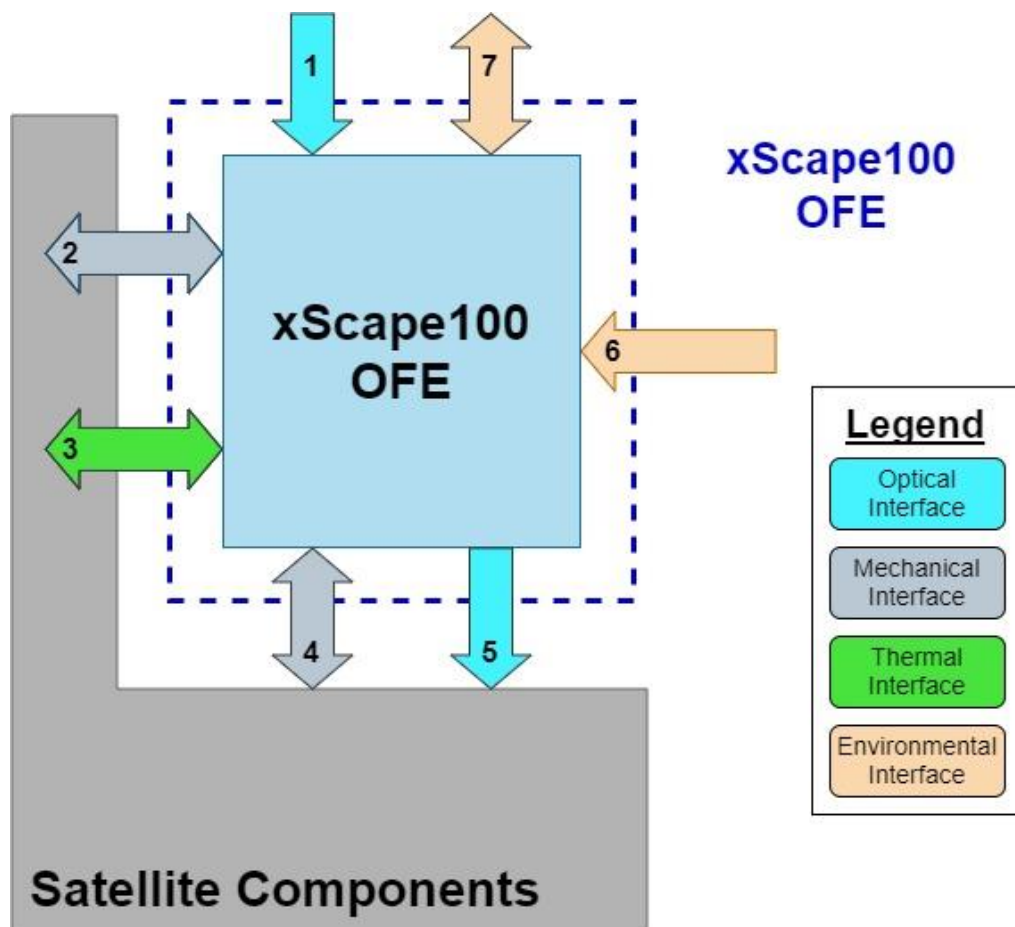 1
7
xScape100
OFE
2
xScape100
OFE
6
3
Legend
Optical
Interface
Mechanical
Interface
4
5
Thermal
Interface
Environmental
Interface
Satellite Components